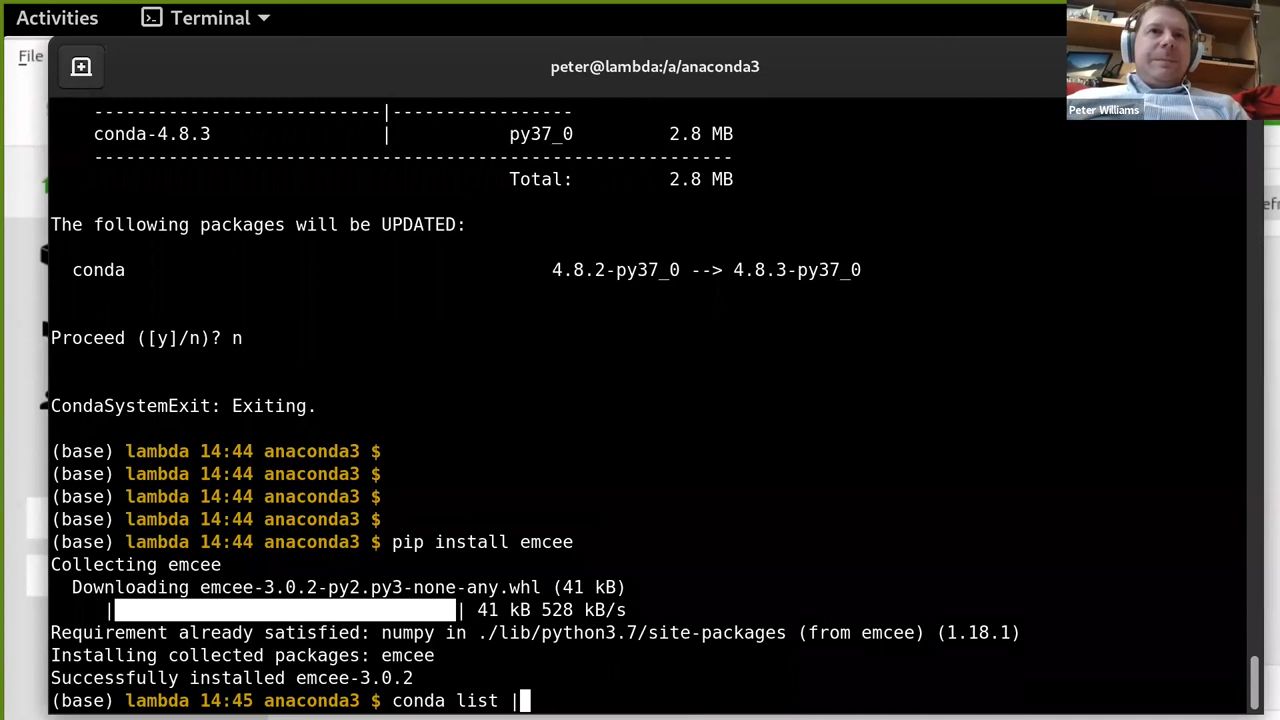 Activities Terminal
File
peter@lambda:/a/anaconda3
Peter Williams
---------------------------|-----------------
conda-4.8.3 | py37_0 2.8 MB
------------------------------------------------------------
Total: 2.8 MB
The following packages will be UPDATED:
conda 4.8.2-py37_0 --> 4.8.3-py37_0
Proceed ([y]/n)? n
CondaSystemExit: Exiting.
(base) lambda 14:44 anaconda3 $
(base) lambda 14:44 anaconda3 $
(base) lambda 14:44 anaconda3 $
(base) lambda 14:44 anaconda3 $
(base) lambda 14:44 anaconda3 $ pip install emcee
Collecting emcee
Downloading emcee-3.0.2-py2.py3-none-any.whl (41 kB)
| | 41 kB 528 kB/s
Requirement already satisfied: numpy in ./lib/python3.7/site-packages (from emcee) (1.18.1)
Installing collected packages: emcee
Successfully installed emcee-3.0.2
(base) lambda 14:45 anaconda3 $ conda list |